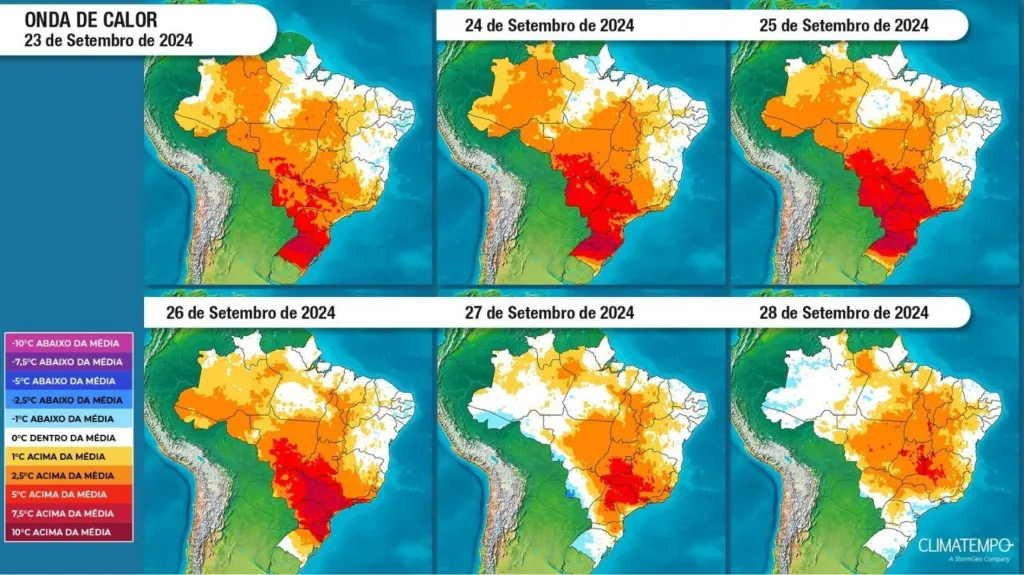 ONDA DE CALOR
23 de Setembro de 2024
24 de Setembro de 2024
25 de Setembro de 2024
26 de Setembro de 2024
27 de Setembro de 2024
28 de Setembro de 2024
-10°C ABAIXO DA MÉDIA
-7,5°C ABAIXO DA MÉDIA
-5°C ABAIXO DA MÉDIA
-2,5°C ABAIXO DA MÉDIA
-1°C ABAIXO DA MÉDIA
0°C DENTRO DA MÉDIA
1°C ACIMA DA MÉDIA
2,5°C ACIMA DA MÉDIA
5°C ACIMA DA MÉDIA
7,5°C ACIMA DA MÉDIA
10°C ACIMA DA MÉDIA
CLIMATEMPO
A StormGeo Company